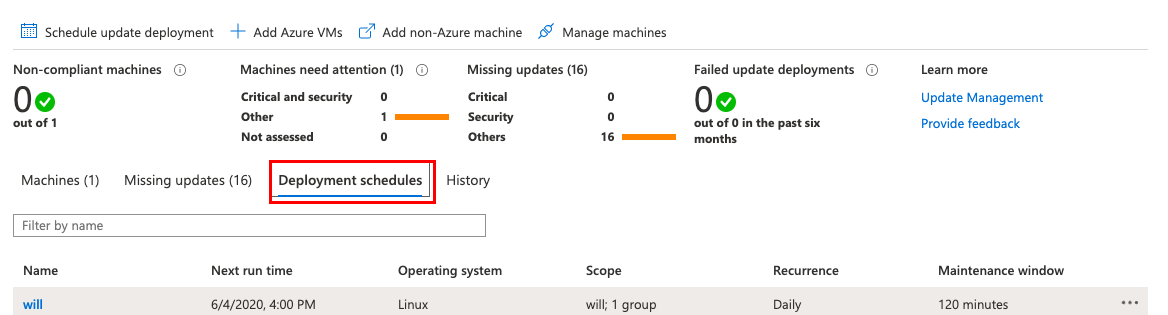 Schedule update deployment Add Azure VMs Add non-Azure machine Manage machines
Non-compliant machines Machines need attention (1) Missing updates (16) Failed update deployments Learn more
0 Critical and security 0 Critical 0 0 Update Management
out of 1 Other 1 Security 0 out of 0 in the past six Provide feedback
Not assessed 0 Others 16 months
Machines (1) Missing updates (16) Deployment schedules History
Filter by name
Name Next run time Operating system Scope Recurrence Maintenance window
will 6/4/2020, 4:00 PM Linux will; 1 group Daily 120 minutes